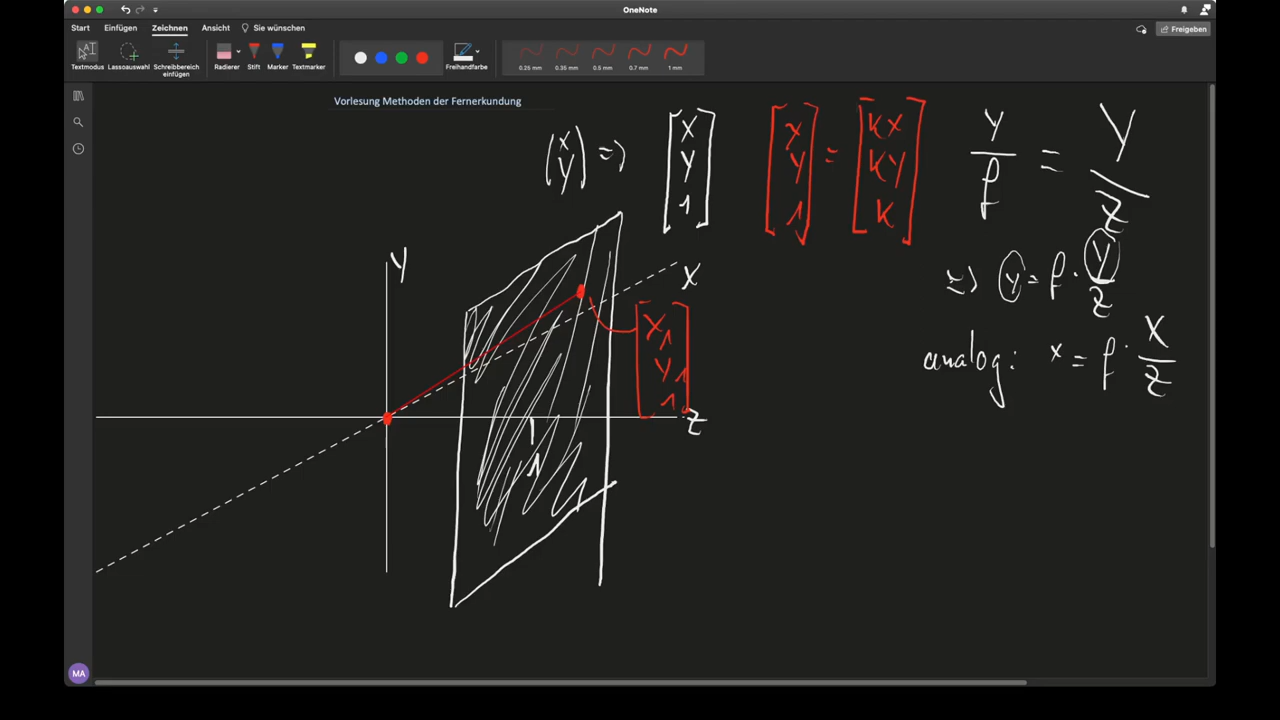 OneNote
Start Einfügen Zeichnen Ansicht Sie wünschen
Freigeben
Textmodus Lassoauswahl Schreibbereich einfügen Radierer Stift Marker Textmarker Freihandfarbe 0.25 mm 0.35 mm 0.5 mm 0.7 mm 1 mm
Vorlesung Methoden der Fernerkundung
(x y) => [x y 1] [x y 1] = [kx ky k] y/f = Y/Z
=> y = f · Y/Z
analog: x = f · X/Z
Y
X
[x1 y1 1]
Z
1
MA